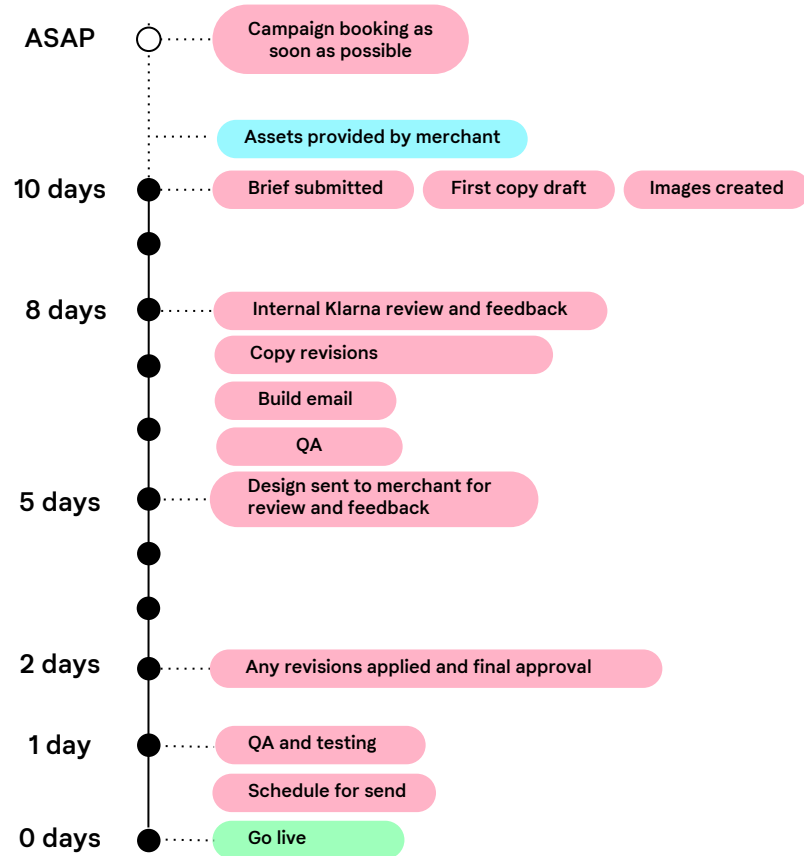 ASAP
Campaign booking as
soon as possible
Assets provided by merchant
10 days
Brief submitted
First copy draft
Images created
8 days
Internal Klarna review and feedback
Copy revisions
Build email
QA
5 days
Design sent to merchant for
review and feedback
2 days
Any revisions applied and final approval
1 day
QA and testing
Schedule for send
0 days
Go live